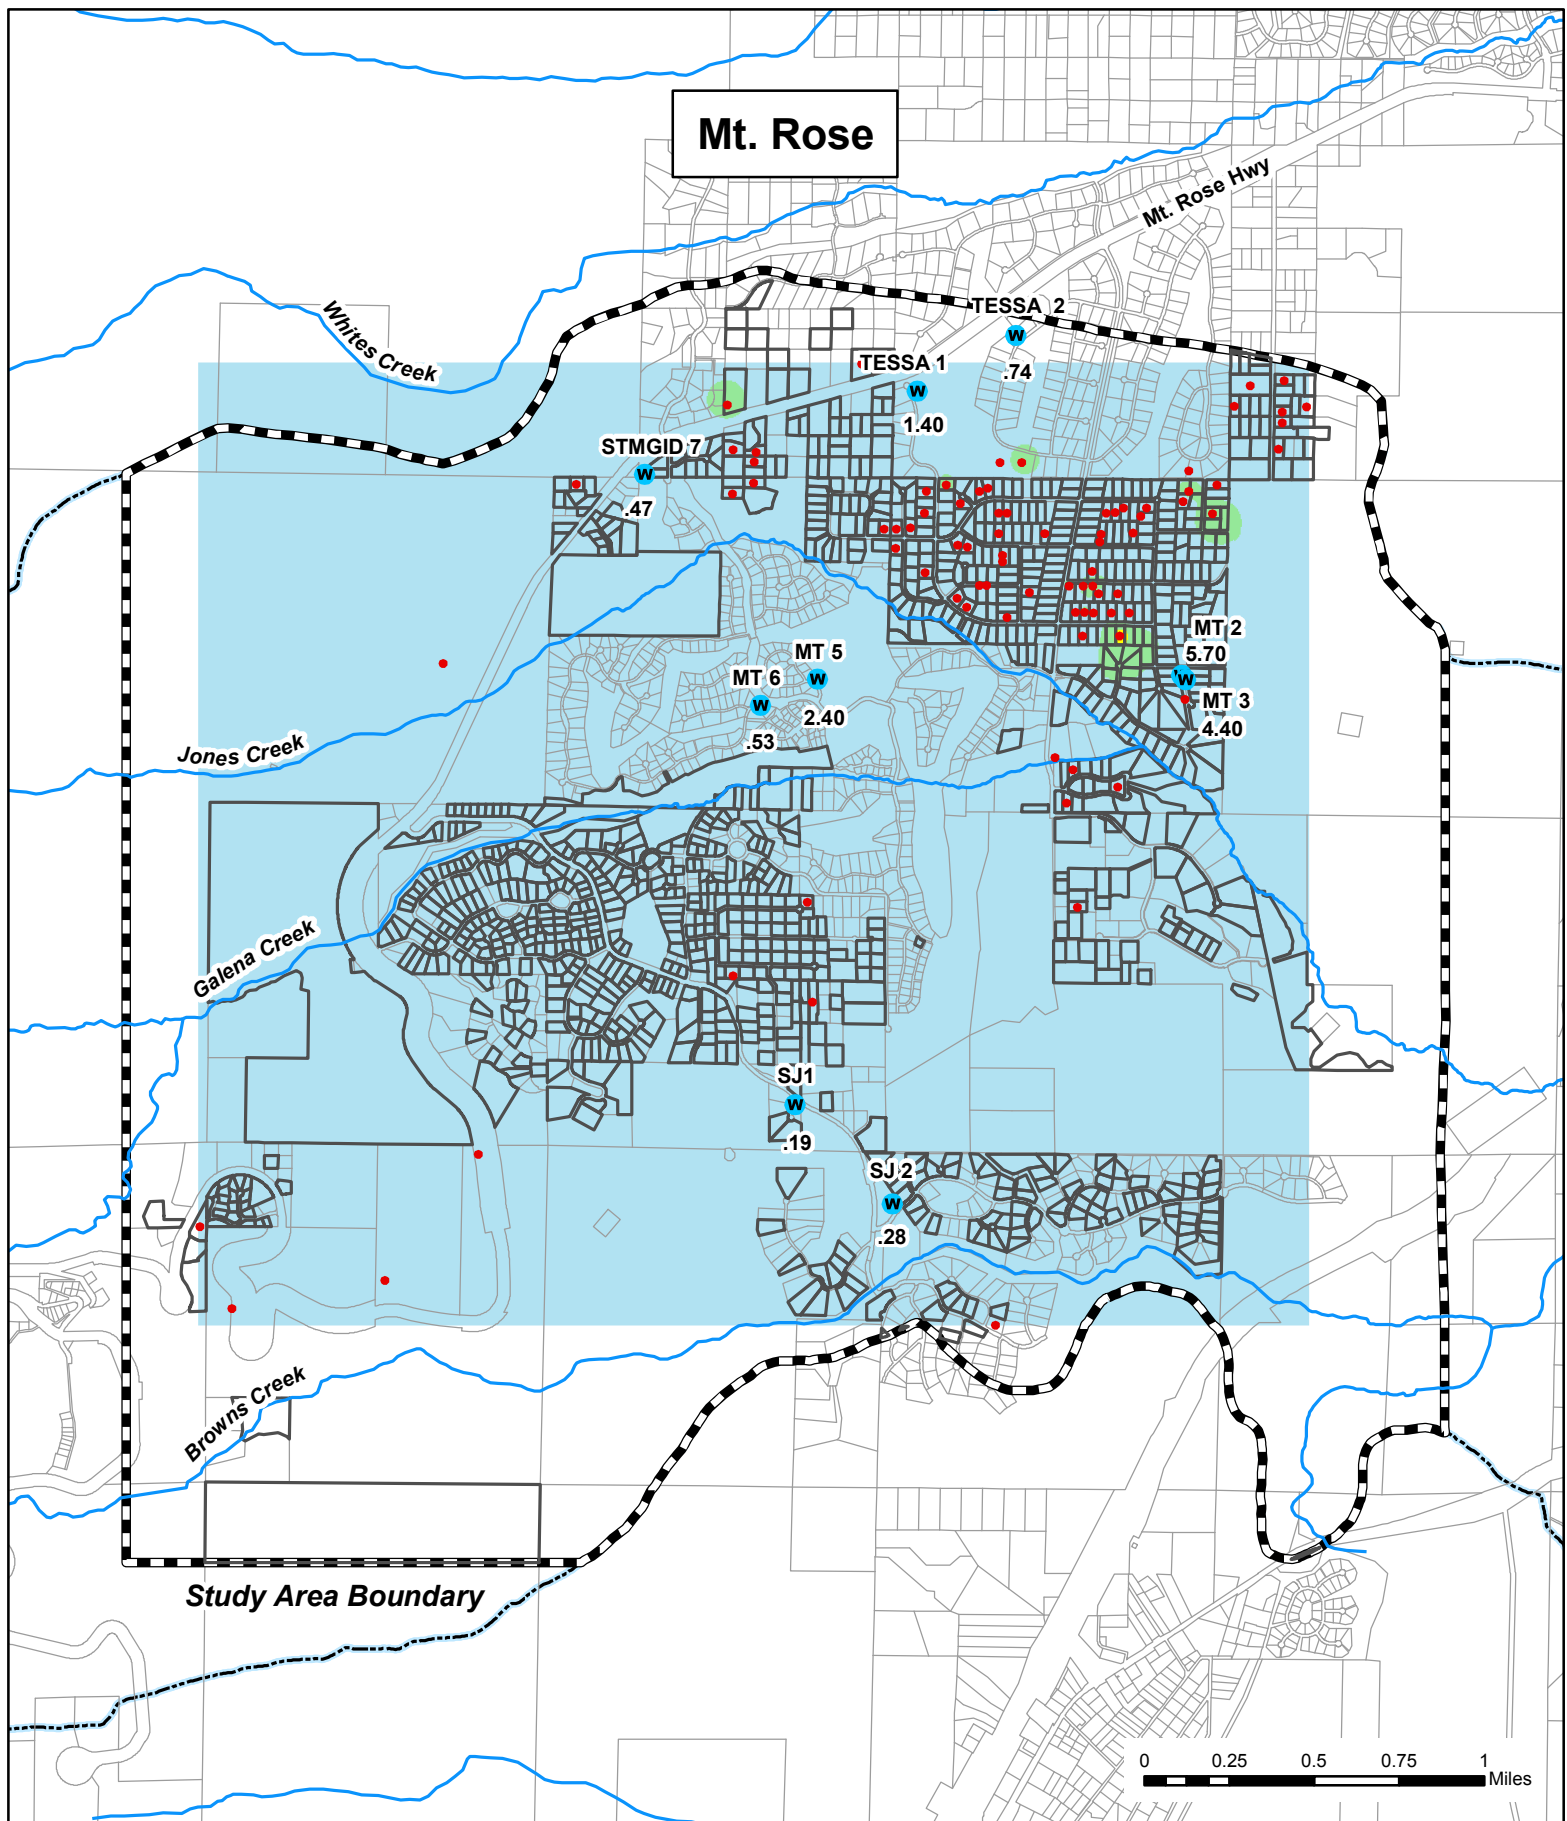 Mt. Rose
Mt. Rose Hwy
Whites Creek
TESSA 2
W
.74
TESSA 1
W
1.40
STMGID 7
W
.47
MT 2
5.70
W
MT 3
4.40
MT 5
W
2.40
MT 6
W
.53
Jones Creek
Galena Creek
SJ1
W
.19
SJ 2
W
.28
Browns Creek
Study Area Boundary
0 0.25 0.5 0.75 1
Miles